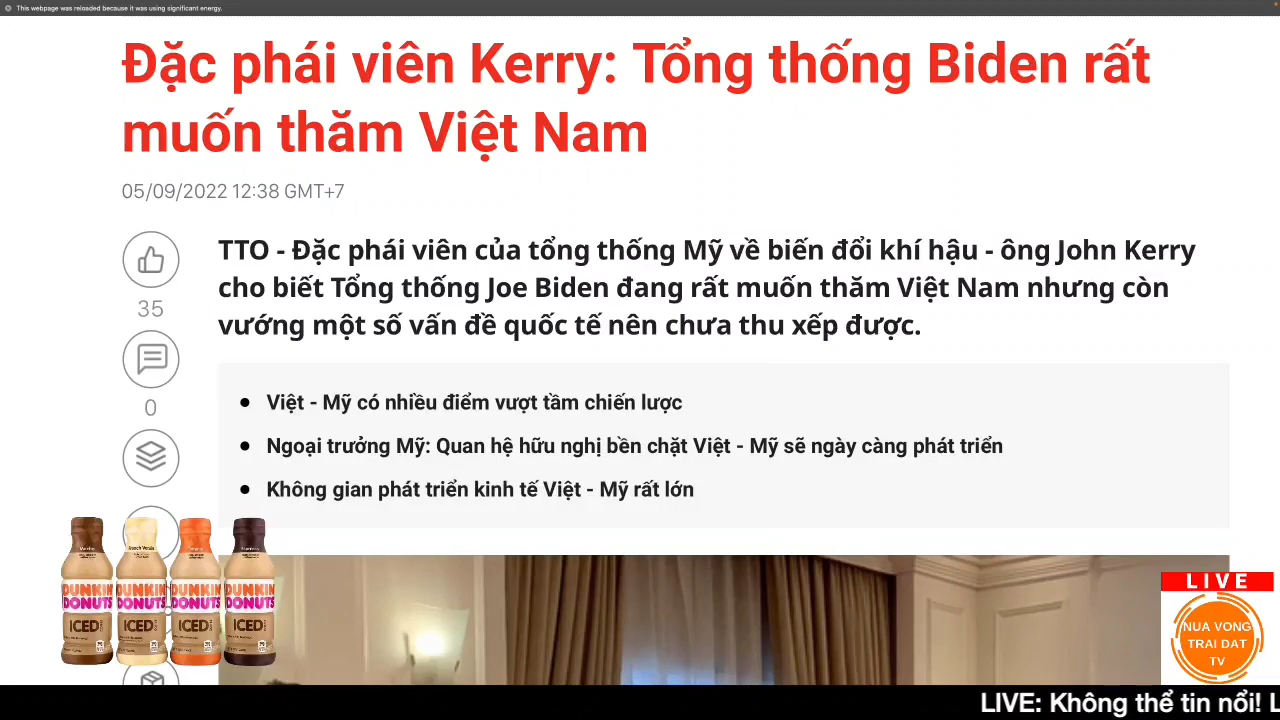 This webpage was reloaded because it was using significant energy.
Đặc phái viên Kerry: Tổng thống Biden rất
muốn thăm Việt Nam
05/09/2022 12:38 GMT+7
TTO - Đặc phái viên của tổng thống Mỹ về biến đổi khí hậu - ông John Kerry
cho biết Tổng thống Joe Biden đang rất muốn thăm Việt Nam nhưng còn
vướng một số vấn đề quốc tế nên chưa thu xếp được.
35
0
Việt - Mỹ có nhiều điểm vượt tầm chiến lược
Ngoại trưởng Mỹ: Quan hệ hữu nghị bền chặt Việt - Mỹ sẽ ngày càng phát triển
Không gian phát triển kinh tế Việt - Mỹ rất lớn
DUNKIN DONUTS ICED
DUNKIN DONUTS ICED
DUNKIN DONUTS ICED
DUNKIN DONUTS ICED
LIVE
NUA VONG
TRAI DAT
TV
LIVE: Không thể tin nổi! L